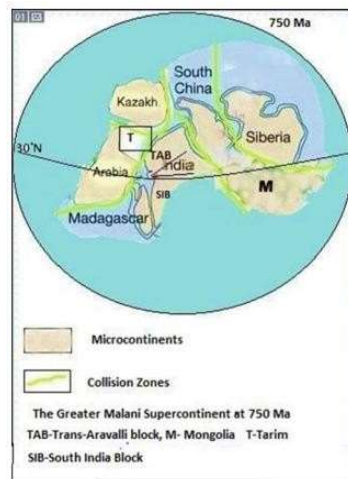 750 Ma
South
China
Kazakh
Siberia
T
30°N
TAB
India
Arabia
SIB
M
Madagascar
Microcontinents
Collision Zones
The Greater Malani Supercontinent at 750 Ma
TAB-Trans-Aravalli block, M- Mongolia T-Tarim
SIB-South India Block